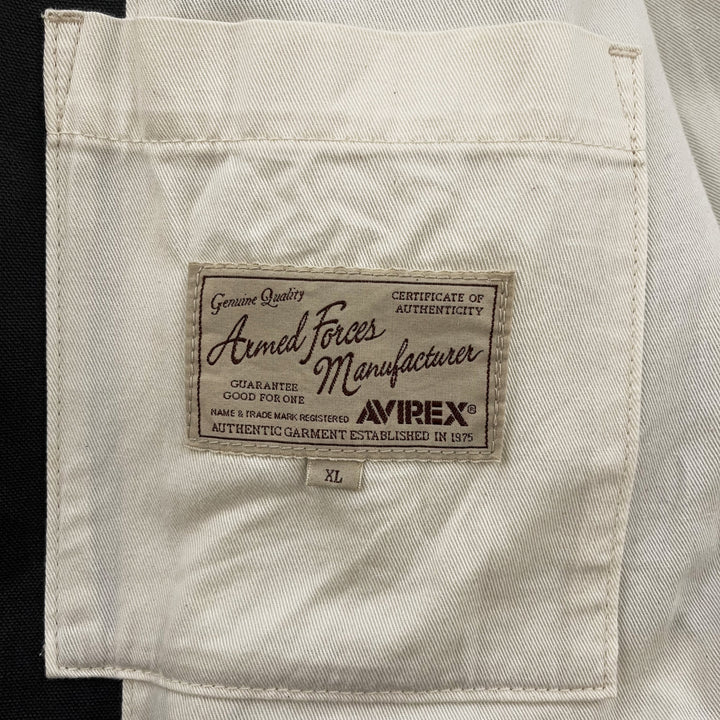 Genuine Quality
CERTIFICATE OF
AUTHENTICITY
Armed Forces
Manufacturer
GUARANTEE
GOOD FOR ONE
NAME & TRADE MARK REGISTERED
AVIREX®
AUTHENTIC GARMENT ESTABLISHED IN 1975
XL